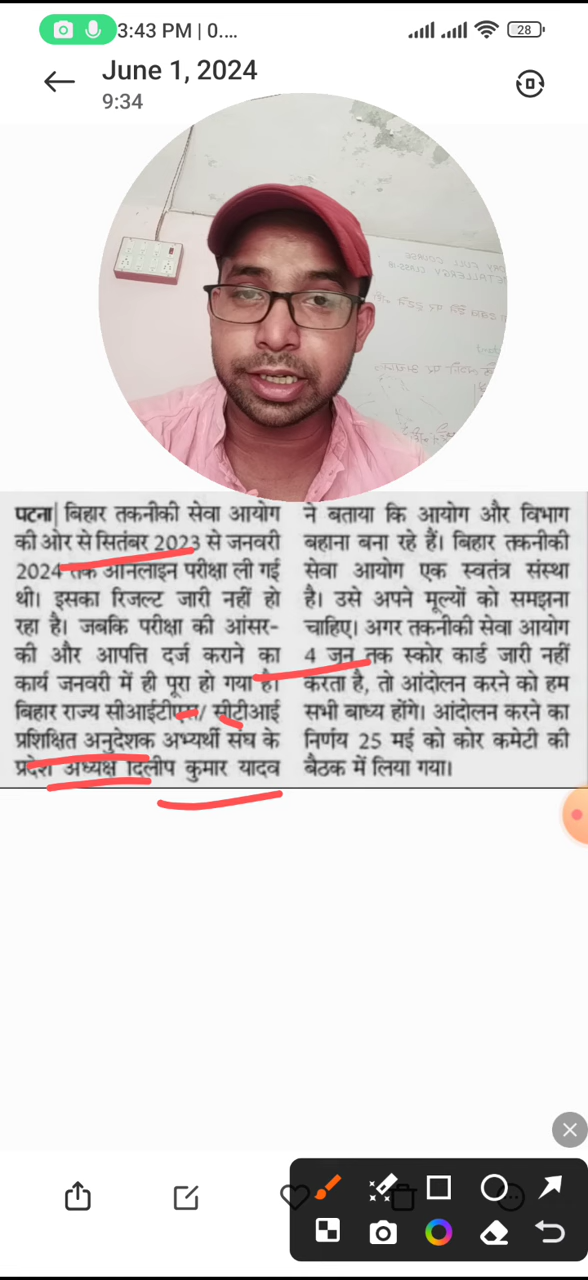 3:43 PM | 0....
28
June 1, 2024
9:34
पटना| बिहार तकनीकी सेवा आयोग
की ओर से सितंबर 2023 से जनवरी
2024 तक ऑनलाइन परीक्षा ली गई
थी। इसका रिजल्ट जारी नहीं हो
रहा है। जबकि परीक्षा की आंसर-
की और आपत्ति दर्ज कराने का
कार्य जनवरी में ही पूरा हो गया है।
बिहार राज्य सीआईटीएस/ सीटीआई
प्रशिक्षित अनुदेशक अभ्यर्थी संघ के
प्रदेश अध्यक्ष दिलीप कुमार यादव
ने बताया कि आयोग और विभाग
बहाना बना रहे हैं। बिहार तकनीकी
सेवा आयोग एक स्वतंत्र संस्था
है। उसे अपने मूल्यों को समझना
चाहिए। अगर तकनीकी सेवा आयोग
4 जून तक स्कोर कार्ड जारी नहीं
करता है, तो आंदोलन करने को हम
सभी बाध्य होंगे। आंदोलन करने का
निर्णय 25 मई को कोर कमेटी की
बैठक में लिया गया।